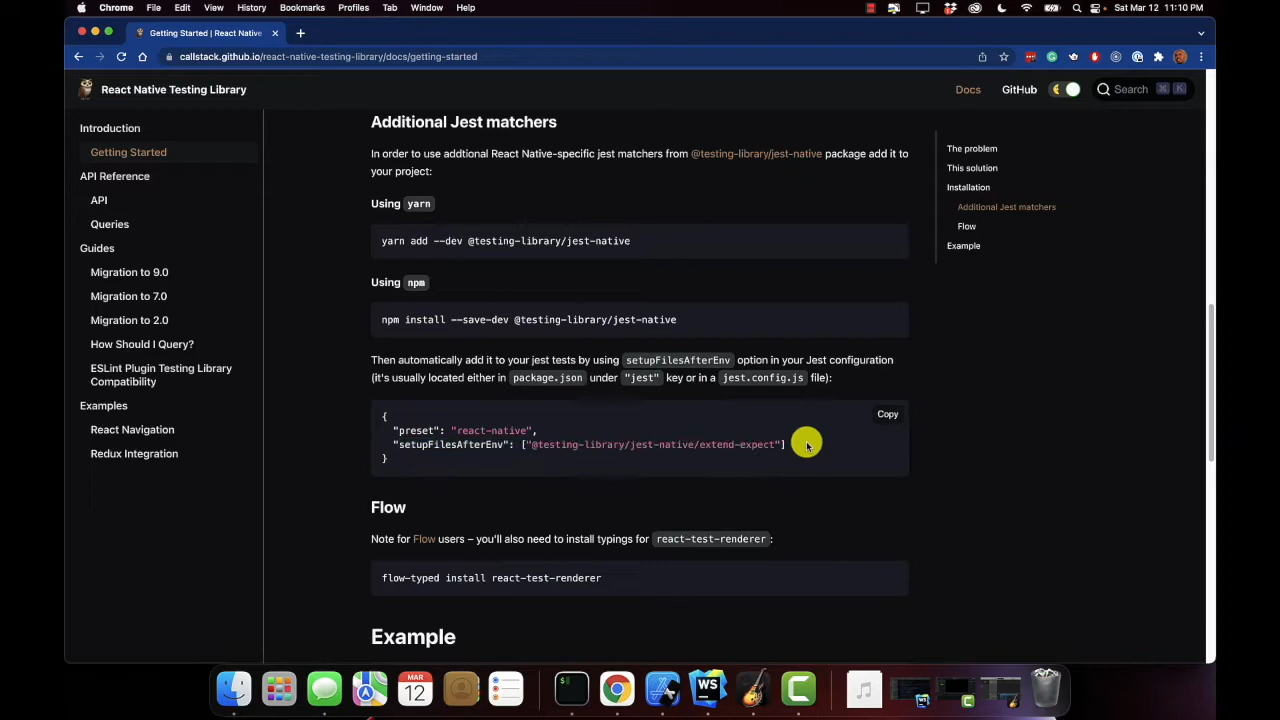 Chrome File Edit View History Bookmarks Profiles Tab Window Help Sat Mar 12 11:10 PM
Getting Started | React Native
callstack.github.io/react-native-testing-library/docs/getting-started
React Native Testing Library Docs GitHub Search ⌘ K
Introduction
Getting Started
API Reference
API
Queries
Guides
Migration to 9.0
Migration to 7.0
Migration to 2.0
How Should I Query?
ESLint Plugin Testing Library
Compatibility
Examples
React Navigation
Redux Integration
Additional Jest matchers
In order to use addtional React Native-specific jest matchers from @testing-library/jest-native package add it to
your project:
Using yarn
yarn add --dev @testing-library/jest-native
Using npm
npm install --save-dev @testing-library/jest-native
Then automatically add it to your jest tests by using setupFilesAfterEnv option in your Jest configuration
(it's usually located either in package.json under "jest" key or in a jest.config.js file):
Copy
{
"preset": "react-native",
"setupFilesAfterEnv": ["@testing-library/jest-native/extend-expect"]
}
Flow
Note for Flow users – you'll also need to install typings for react-test-renderer:
flow-typed install react-test-renderer
Example
The problem
This solution
Installation
Additional Jest matchers
Flow
Example
MAR
12
$
WS
C